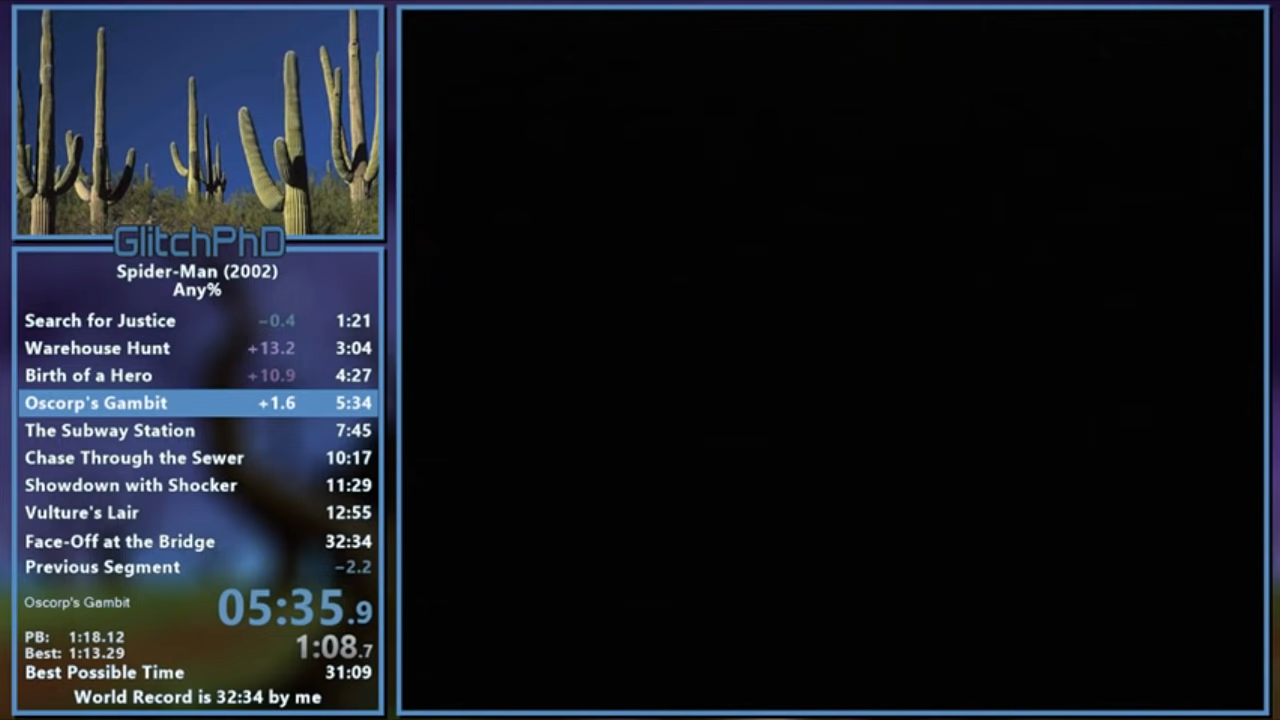 GlitchPhD
Spider-Man (2002)
Any%
Search for Justice -0.4 1:21
Warehouse Hunt +13.2 3:04
Birth of a Hero +10.9 4:27
Oscorp's Gambit +1.6 5:34
The Subway Station 7:45
Chase Through the Sewer 10:17
Showdown with Shocker 11:29
Vulture's Lair 12:55
Face-Off at the Bridge 32:34
Previous Segment -2.2
Oscorp's Gambit 05:35.9
PB: 1:18.12 1:08.7
Best: 1:13.29
Best Possible Time 31:09
World Record is 32:34 by me